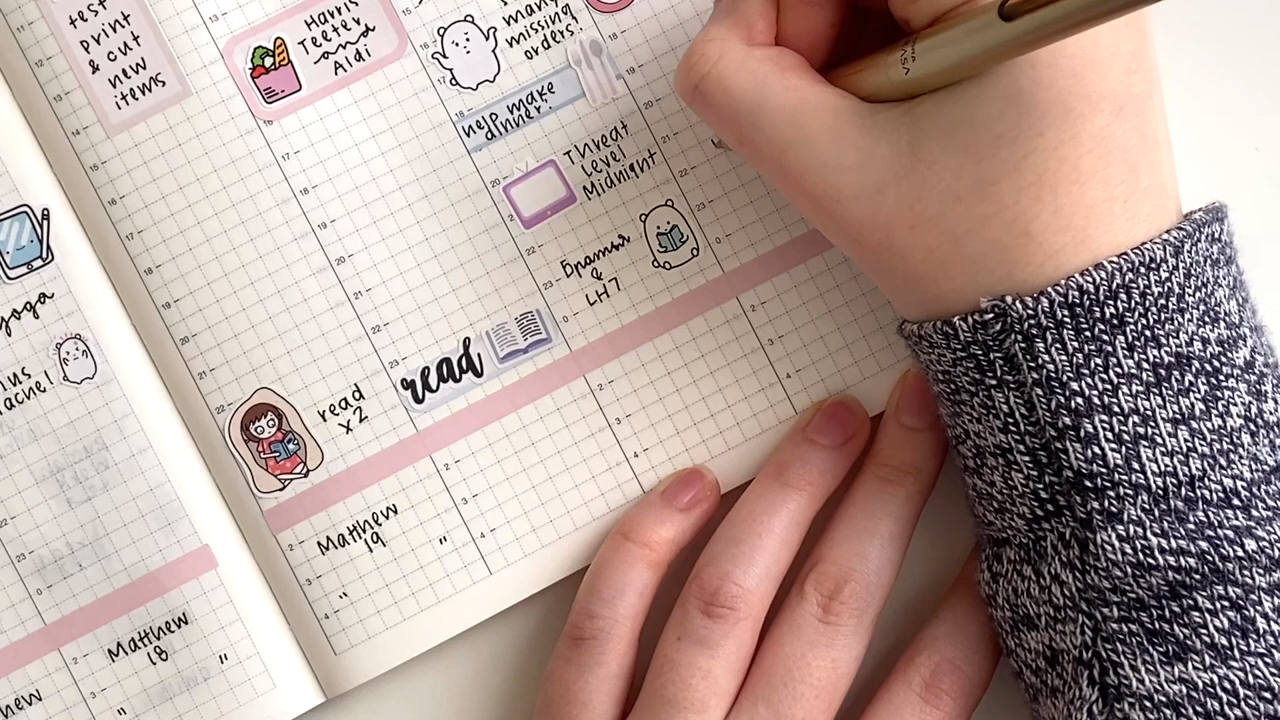 test
print
& cut
new
items
Harris
Teeter
and
Aldi
many
missing
orders!
help make
dinner!
Threat
Level
Midnight
Братья
&
LH7
read
read
x2
yoga
Matthew
19
"
"
Matthew
18
"
"